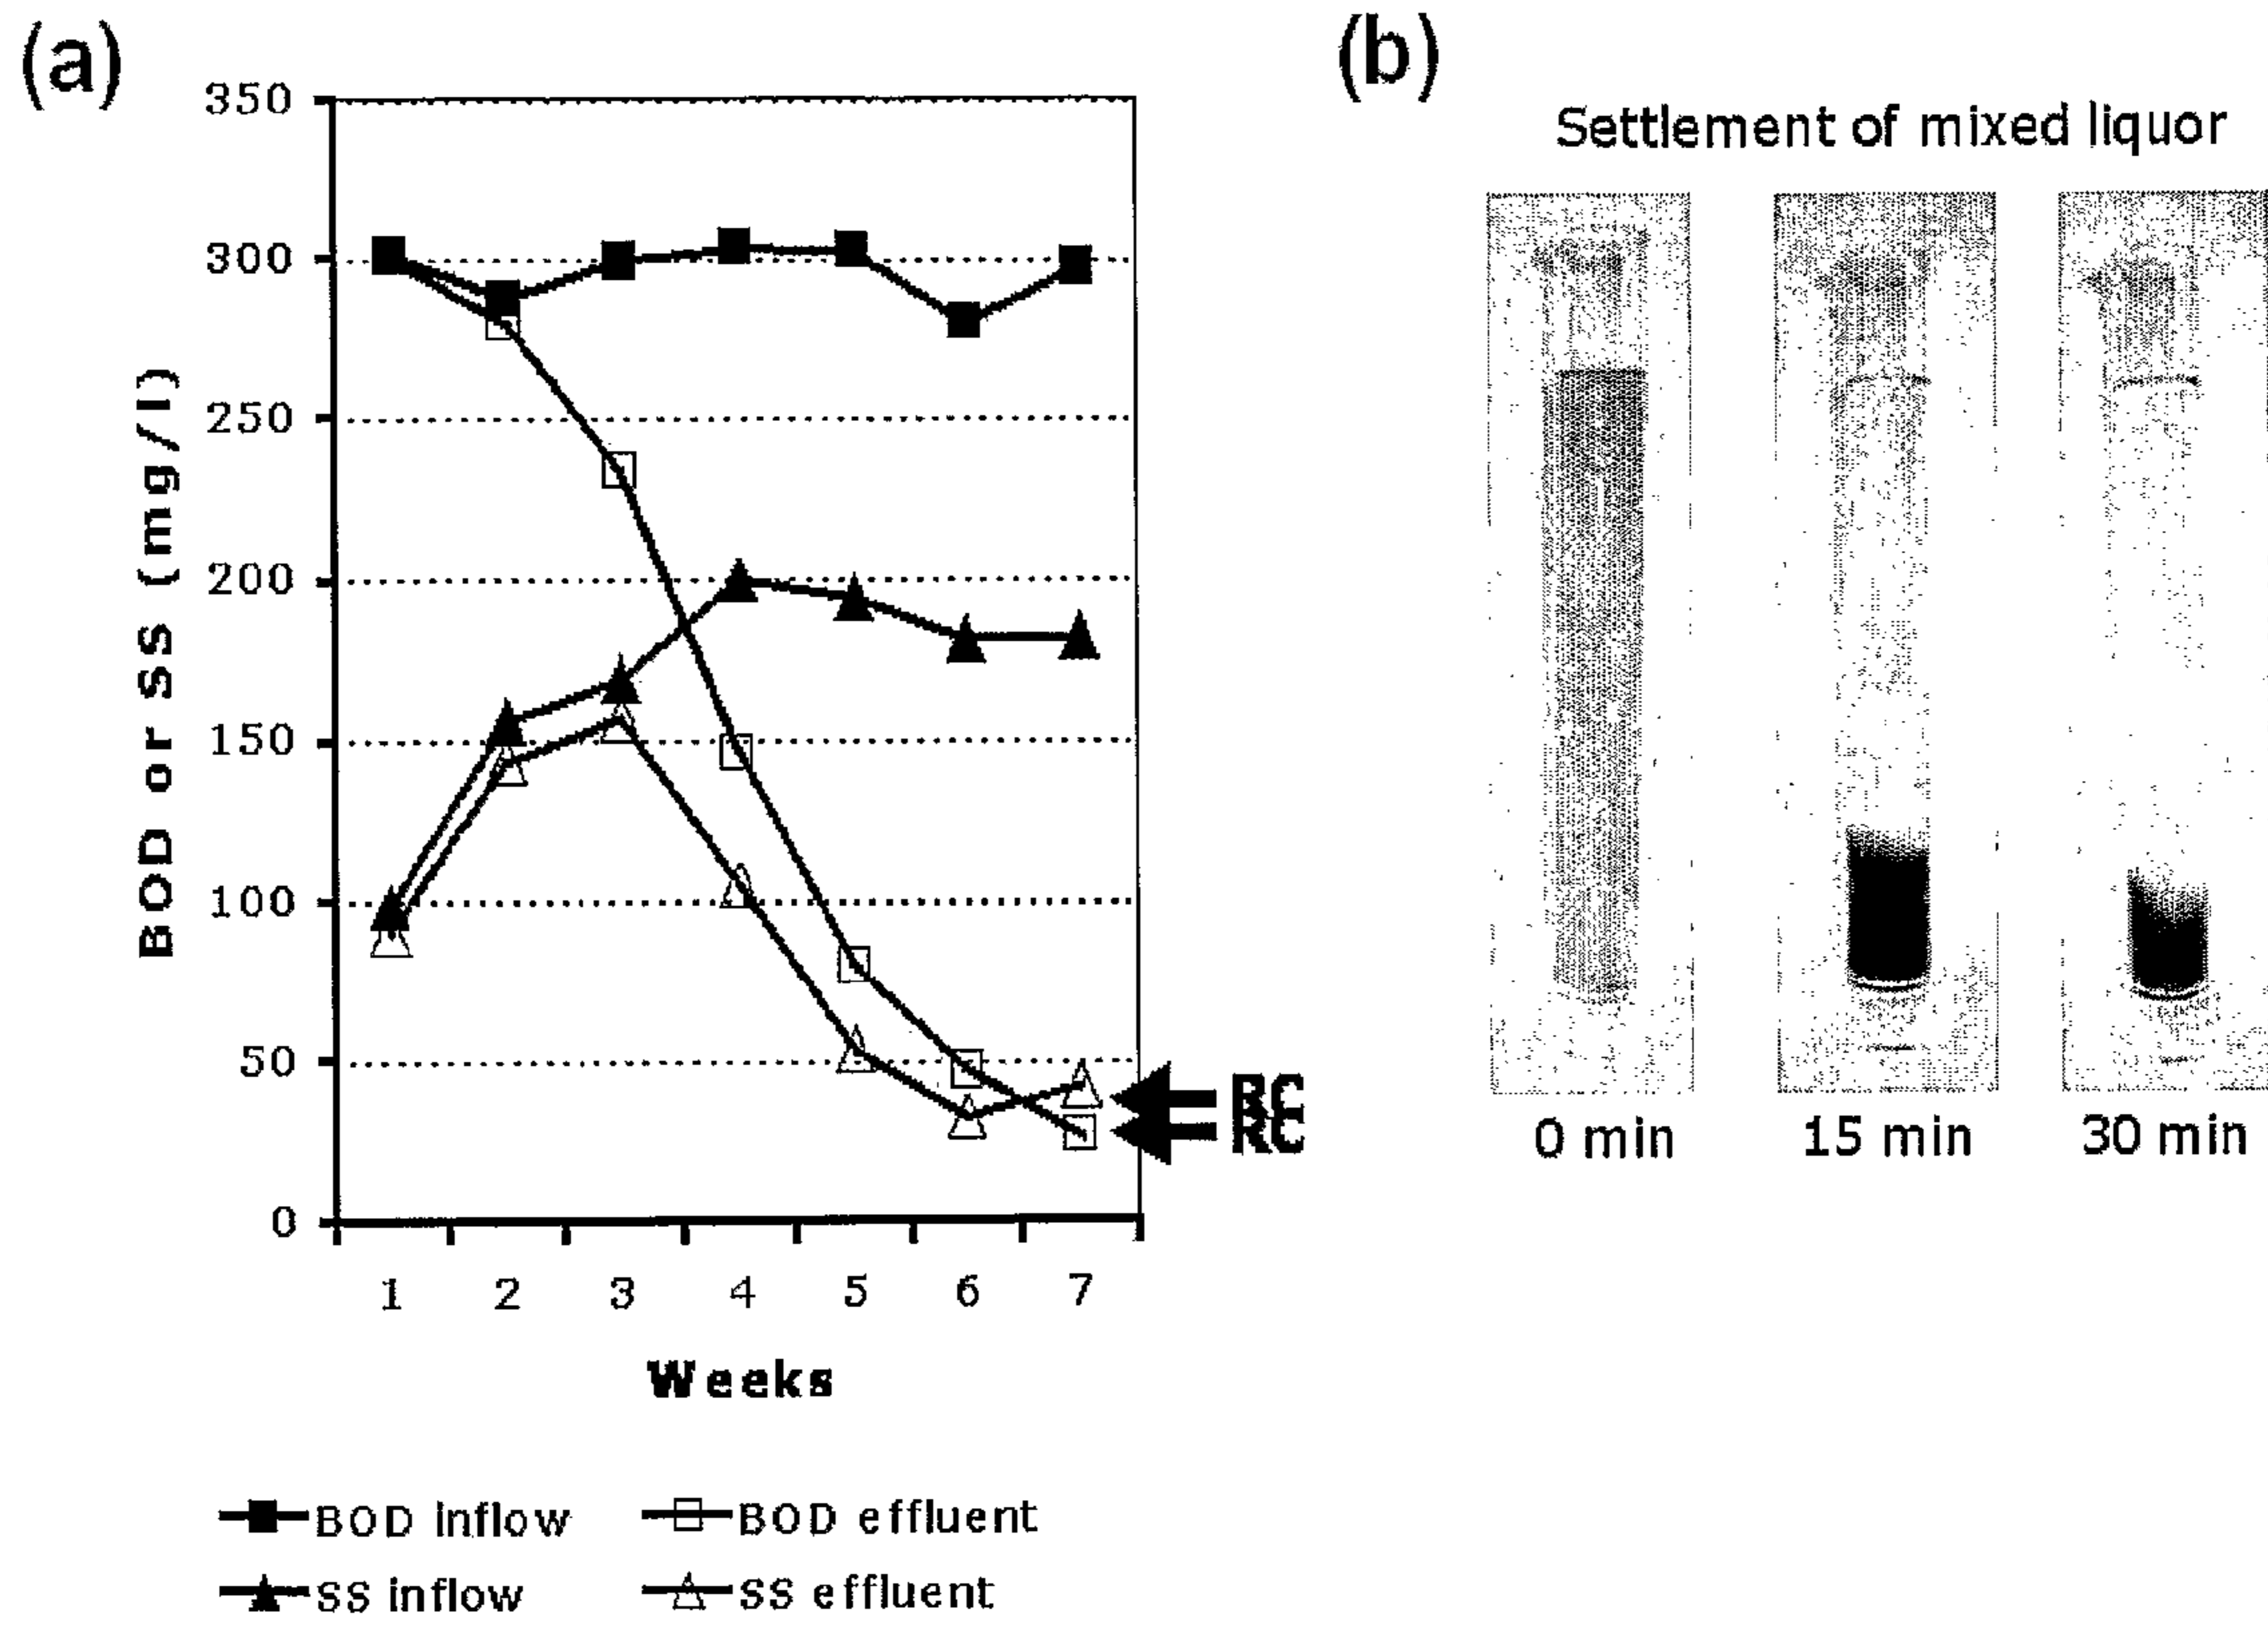 (a)
(b)
Settlement of mixed liquor
350
300
250
200
150
100
50
0
BOD or SS (mg/l)
RC
RC
0 min
15 min
30 min
1 2 3 4 5 6 7
Weeks
BOD inflow
BOD effluent
SS inflow
SS effluent